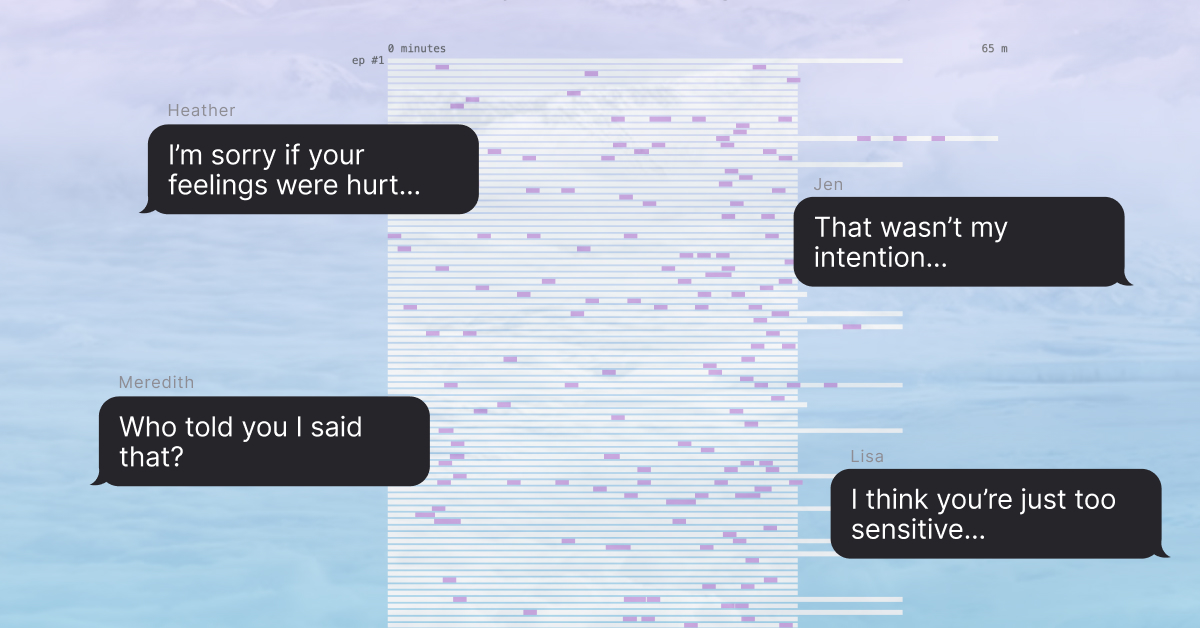 0 minutes
65 m
ep #1
Heather
I’m sorry if your
feelings were hurt...
Jen
That wasn’t my
intention...
Meredith
Who told you I said
that?
Lisa
I think you’re just too
sensitive...